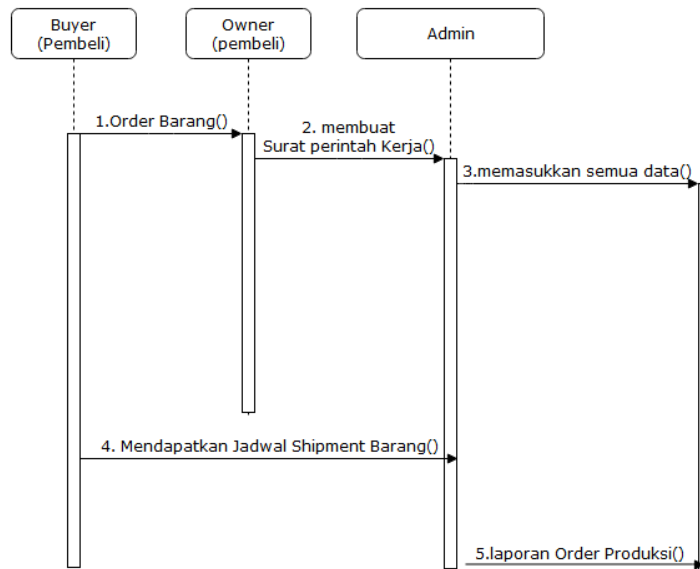 Buyer
(Pembeli)
Owner
(pembeli)
Admin
1.Order Barang()
2. membuat
Surat perintah Kerja()
3.memasukkan semua data()
4. Mendapatkan Jadwal Shipment Barang()
5.laporan Order Produksi()